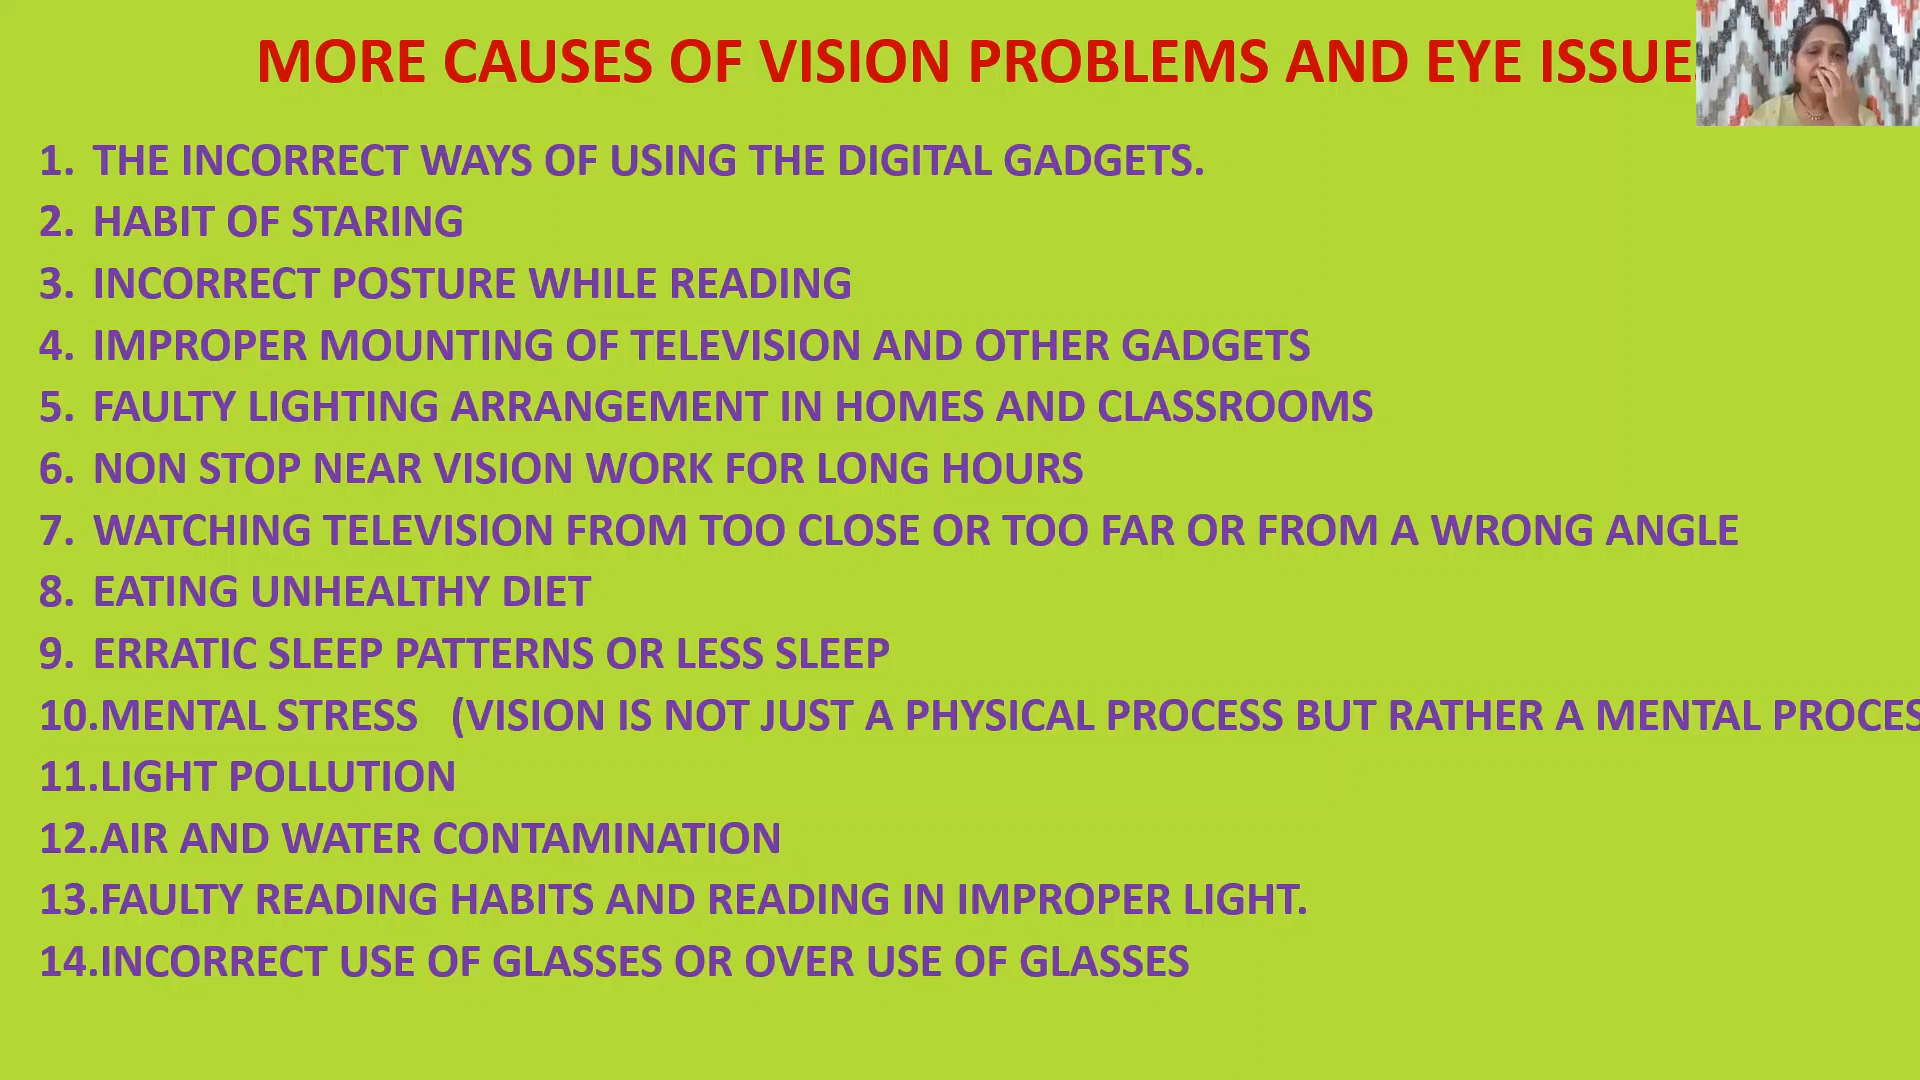 MORE CAUSES OF VISION PROBLEMS AND EYE ISSUE
1. THE INCORRECT WAYS OF USING THE DIGITAL GADGETS.
2. HABIT OF STARING
3. INCORRECT POSTURE WHILE READING
4. IMPROPER MOUNTING OF TELEVISION AND OTHER GADGETS
5. FAULTY LIGHTING ARRANGEMENT IN HOMES AND CLASSROOMS
6. NON STOP NEAR VISION WORK FOR LONG HOURS
7. WATCHING TELEVISION FROM TOO CLOSE OR TOO FAR OR FROM A WRONG ANGLE
8. EATING UNHEALTHY DIET
9. ERRATIC SLEEP PATTERNS OR LESS SLEEP
10.MENTAL STRESS (VISION IS NOT JUST A PHYSICAL PROCESS BUT RATHER A MENTAL PROCES
11.LIGHT POLLUTION
12.AIR AND WATER CONTAMINATION
13.FAULTY READING HABITS AND READING IN IMPROPER LIGHT.
14.INCORRECT USE OF GLASSES OR OVER USE OF GLASSES